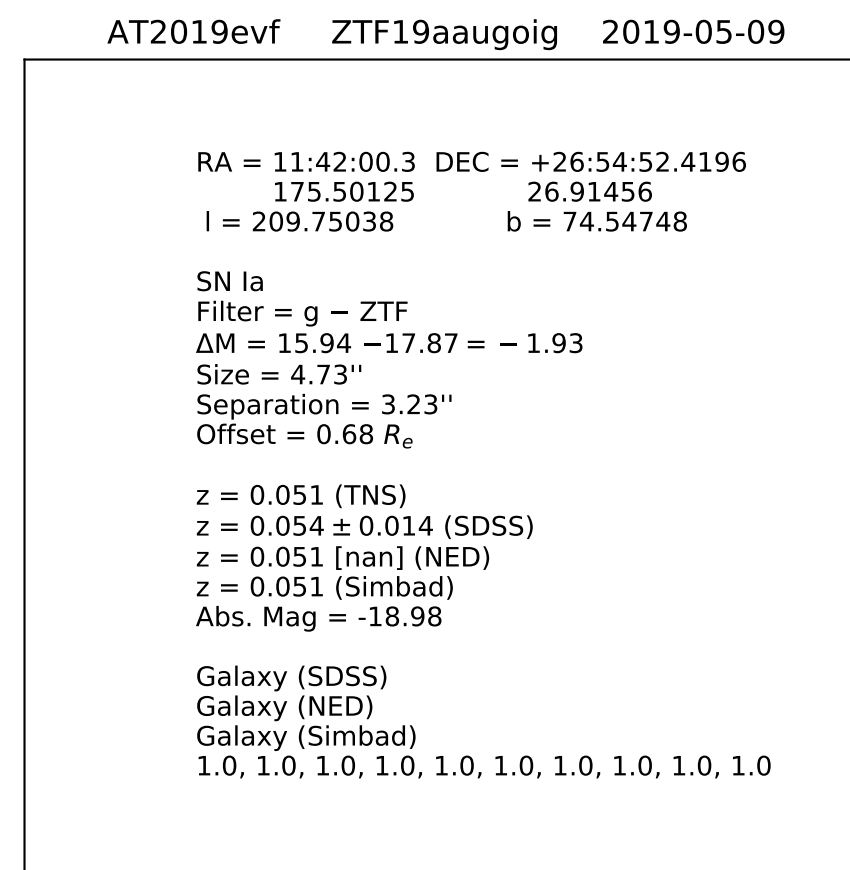 AT2019evf ZTF19aaugoig 2019-05-09
RA = 11:42:00.3 DEC = +26:54:52.4196
175.50125 26.91456
l = 209.75038 b = 74.54748
SN Ia
Filter = g − ZTF
ΔM = 15.94 −17.87 = − 1.93
Size = 4.73''
Separation = 3.23''
Offset = 0.68 Rₑ
z = 0.051 (TNS)
z = 0.054 ± 0.014 (SDSS)
z = 0.051 [nan] (NED)
z = 0.051 (Simbad)
Abs. Mag = -18.98
Galaxy (SDSS)
Galaxy (NED)
Galaxy (Simbad)
1.0, 1.0, 1.0, 1.0, 1.0, 1.0, 1.0, 1.0, 1.0, 1.0